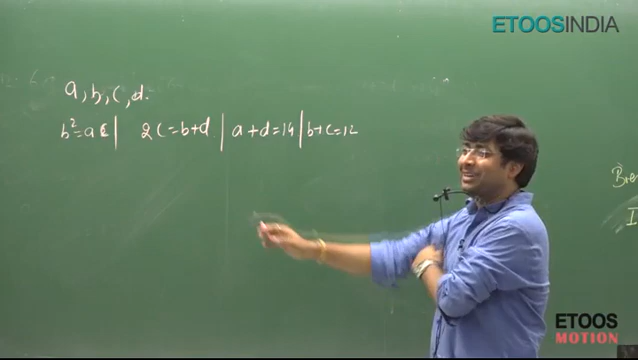 ETOOSINDIA
a, b, c, d.
b²=ac | 2c=b+d | a+d=14 | b+c=12
ETOOS
MOTION